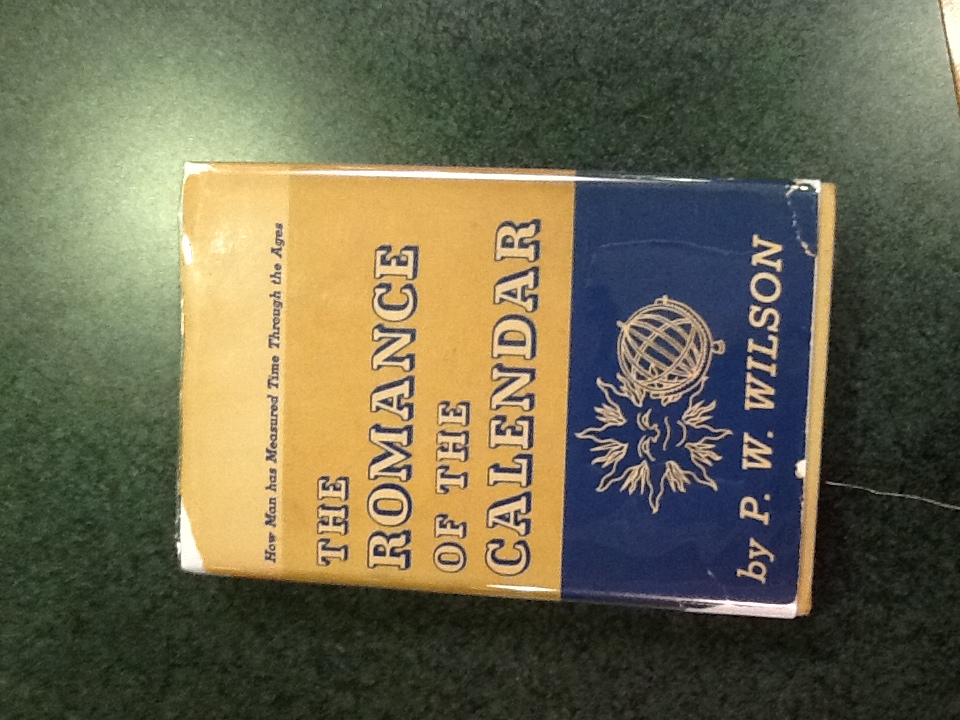 How Man has Measured Time Through the Ages
THE
ROMANCE
OF THE
CALENDAR
by P. W. WILSON